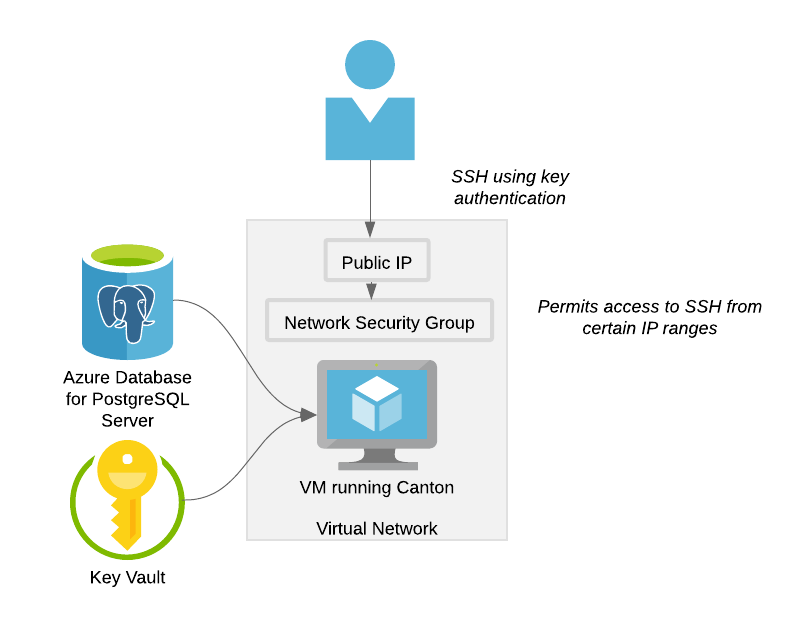 SSH using key
authentication
Public IP
Network Security Group
Permits access to SSH from
certain IP ranges
Azure Database
for PostgreSQL
Server
VM running Canton
Virtual Network
Key Vault